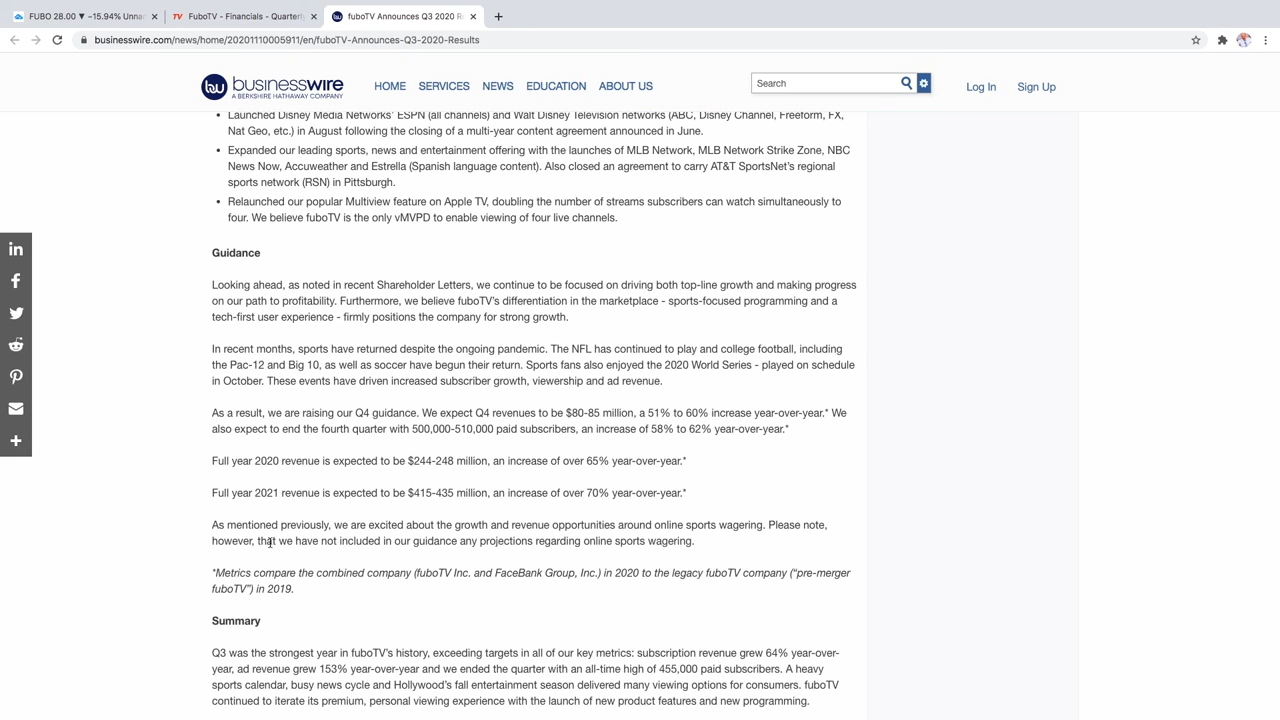 FUBO 28.00 ▼ −15.94% Unna
FuboTV - Financials - Quarterly
fuboTV Announces Q3 2020 R
businesswire.com/news/home/20201110005911/en/fuboTV-Announces-Q3-2020-Results
bw businesswire
A BERKSHIRE HATHAWAY COMPANY
HOME SERVICES NEWS EDUCATION ABOUT US
Search
Log In Sign Up
• Launched Disney Media Networks' ESPN (all channels) and Walt Disney Television networks (ABC, Disney Channel, Freeform, FX,
Nat Geo, etc.) in August following the closing of a multi-year content agreement announced in June.
• Expanded our leading sports, news and entertainment offering with the launches of MLB Network, MLB Network Strike Zone, NBC
News Now, Accuweather and Estrella (Spanish language content). Also closed an agreement to carry AT&T SportsNet's regional
sports network (RSN) in Pittsburgh.
• Relaunched our popular Multiview feature on Apple TV, doubling the number of streams subscribers can watch simultaneously to
four. We believe fuboTV is the only vMVPD to enable viewing of four live channels.
Guidance
Looking ahead, as noted in recent Shareholder Letters, we continue to be focused on driving both top-line growth and making progress
on our path to profitability. Furthermore, we believe fuboTV's differentiation in the marketplace - sports-focused programming and a
tech-first user experience - firmly positions the company for strong growth.
In recent months, sports have returned despite the ongoing pandemic. The NFL has continued to play and college football, including
the Pac-12 and Big 10, as well as soccer have begun their return. Sports fans also enjoyed the 2020 World Series - played on schedule
in October. These events have driven increased subscriber growth, viewership and ad revenue.
As a result, we are raising our Q4 guidance. We expect Q4 revenues to be $80-85 million, a 51% to 60% increase year-over-year.* We
also expect to end the fourth quarter with 500,000-510,000 paid subscribers, an increase of 58% to 62% year-over-year.*
Full year 2020 revenue is expected to be $244-248 million, an increase of over 65% year-over-year.*
Full year 2021 revenue is expected to be $415-435 million, an increase of over 70% year-over-year.*
As mentioned previously, we are excited about the growth and revenue opportunities around online sports wagering. Please note,
however, that we have not included in our guidance any projections regarding online sports wagering.
*Metrics compare the combined company (fuboTV Inc. and FaceBank Group, Inc.) in 2020 to the legacy fuboTV company ("pre-merger
fuboTV") in 2019.
Summary
Q3 was the strongest year in fuboTV's history, exceeding targets in all of our key metrics: subscription revenue grew 64% year-over-
year, ad revenue grew 153% year-over-year and we ended the quarter with an all-time high of 455,000 paid subscribers. A heavy
sports calendar, busy news cycle and Hollywood's fall entertainment season delivered many viewing options for consumers. fuboTV
continued to iterate its premium, personal viewing experience with the launch of new product features and new programming.